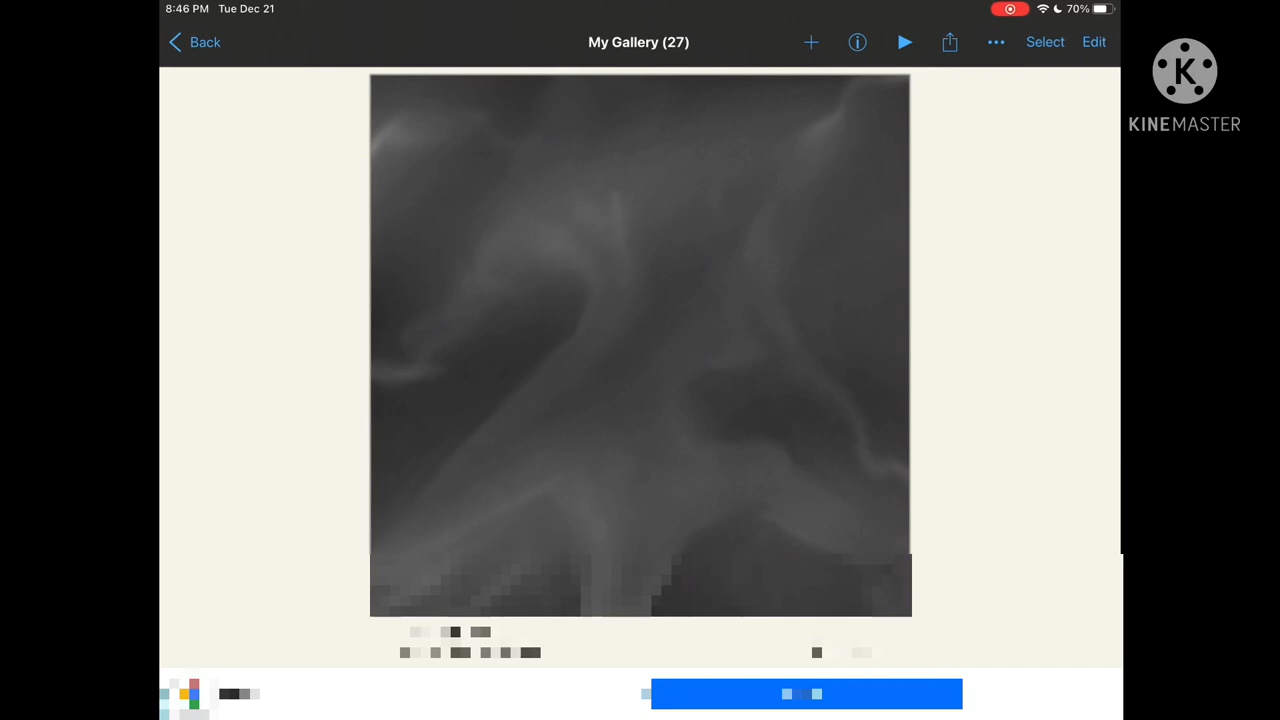 8:46 PM Tue Dec 21 70%
Back My Gallery (27) Select Edit
K
KINEMASTER